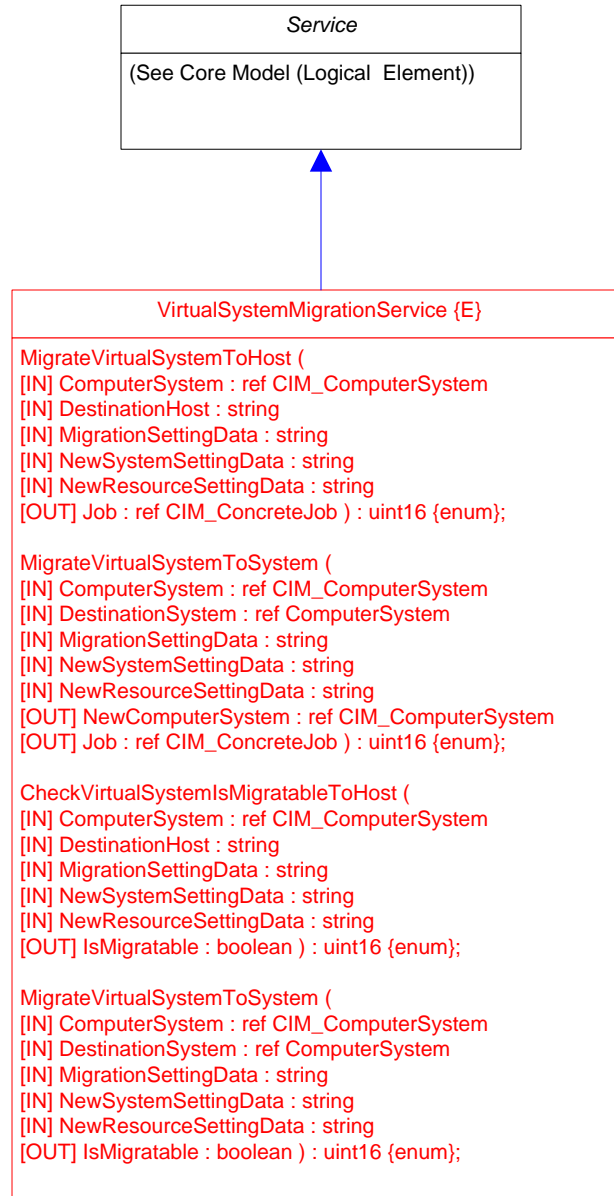 Service
(See Core Model (Logical Element))
VirtualSystemMigrationService {E}
MigrateVirtualSystemToHost (
[IN] ComputerSystem : ref CIM_ComputerSystem
[IN] DestinationHost : string
[IN] MigrationSettingData : string
[IN] NewSystemSettingData : string
[IN] NewResourceSettingData : string
[OUT] Job : ref CIM_ConcreteJob ) : uint16 {enum};
MigrateVirtualSystemToSystem (
[IN] ComputerSystem : ref CIM_ComputerSystem
[IN] DestinationSystem : ref ComputerSystem
[IN] MigrationSettingData : string
[IN] NewSystemSettingData : string
[IN] NewResourceSettingData : string
[OUT] NewComputerSystem : ref CIM_ComputerSystem
[OUT] Job : ref CIM_ConcreteJob ) : uint16 {enum};
CheckVirtualSystemIsMigratableToHost (
[IN] ComputerSystem : ref CIM_ComputerSystem
[IN] DestinationHost : string
[IN] MigrationSettingData : string
[IN] NewSystemSettingData : string
[IN] NewResourceSettingData : string
[OUT] IsMigratable : boolean ) : uint16 {enum};
MigrateVirtualSystemToSystem (
[IN] ComputerSystem : ref CIM_ComputerSystem
[IN] DestinationSystem : ref ComputerSystem
[IN] MigrationSettingData : string
[IN] NewSystemSettingData : string
[IN] NewResourceSettingData : string
[OUT] IsMigratable : boolean ) : uint16 {enum};